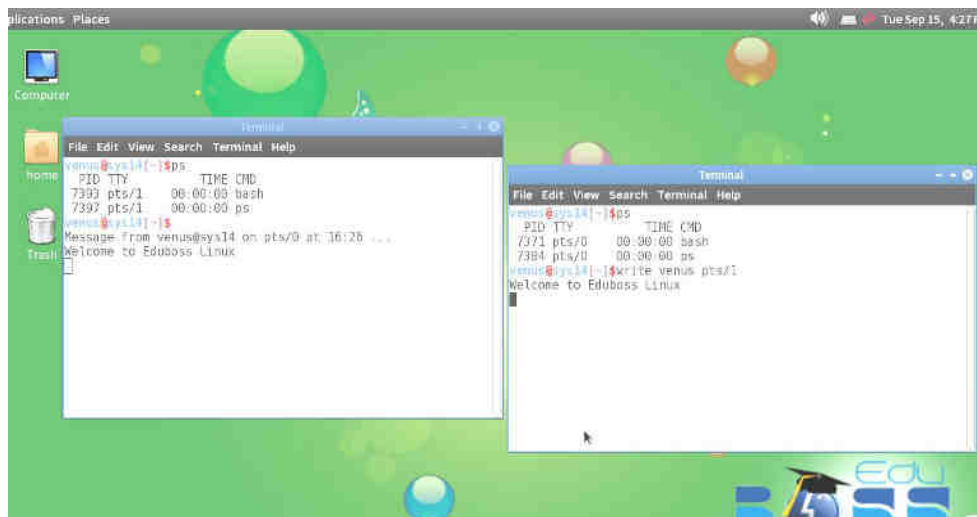 plications Places
Tue Sep 15, 4:27
Computer
home
Trash
Terminal
File Edit View Search Terminal Help
venus@sys14[~]$ps
PID TTY TIME CMD
7393 pts/1 00:00:00 bash
7397 pts/1 00:00:00 ps
venus@sys14[~]$
Message from venus@sys14 on pts/0 at 16:26 ...
Welcome to Eduboss Linux
Terminal
File Edit View Search Terminal Help
venus@sys14[~]$ps
PID TTY TIME CMD
7371 pts/0 00:00:00 bash
7384 pts/0 00:00:00 ps
venus@sys14[~]$write venus pts/1
Welcome to Eduboss Linux
Edu
BOSS